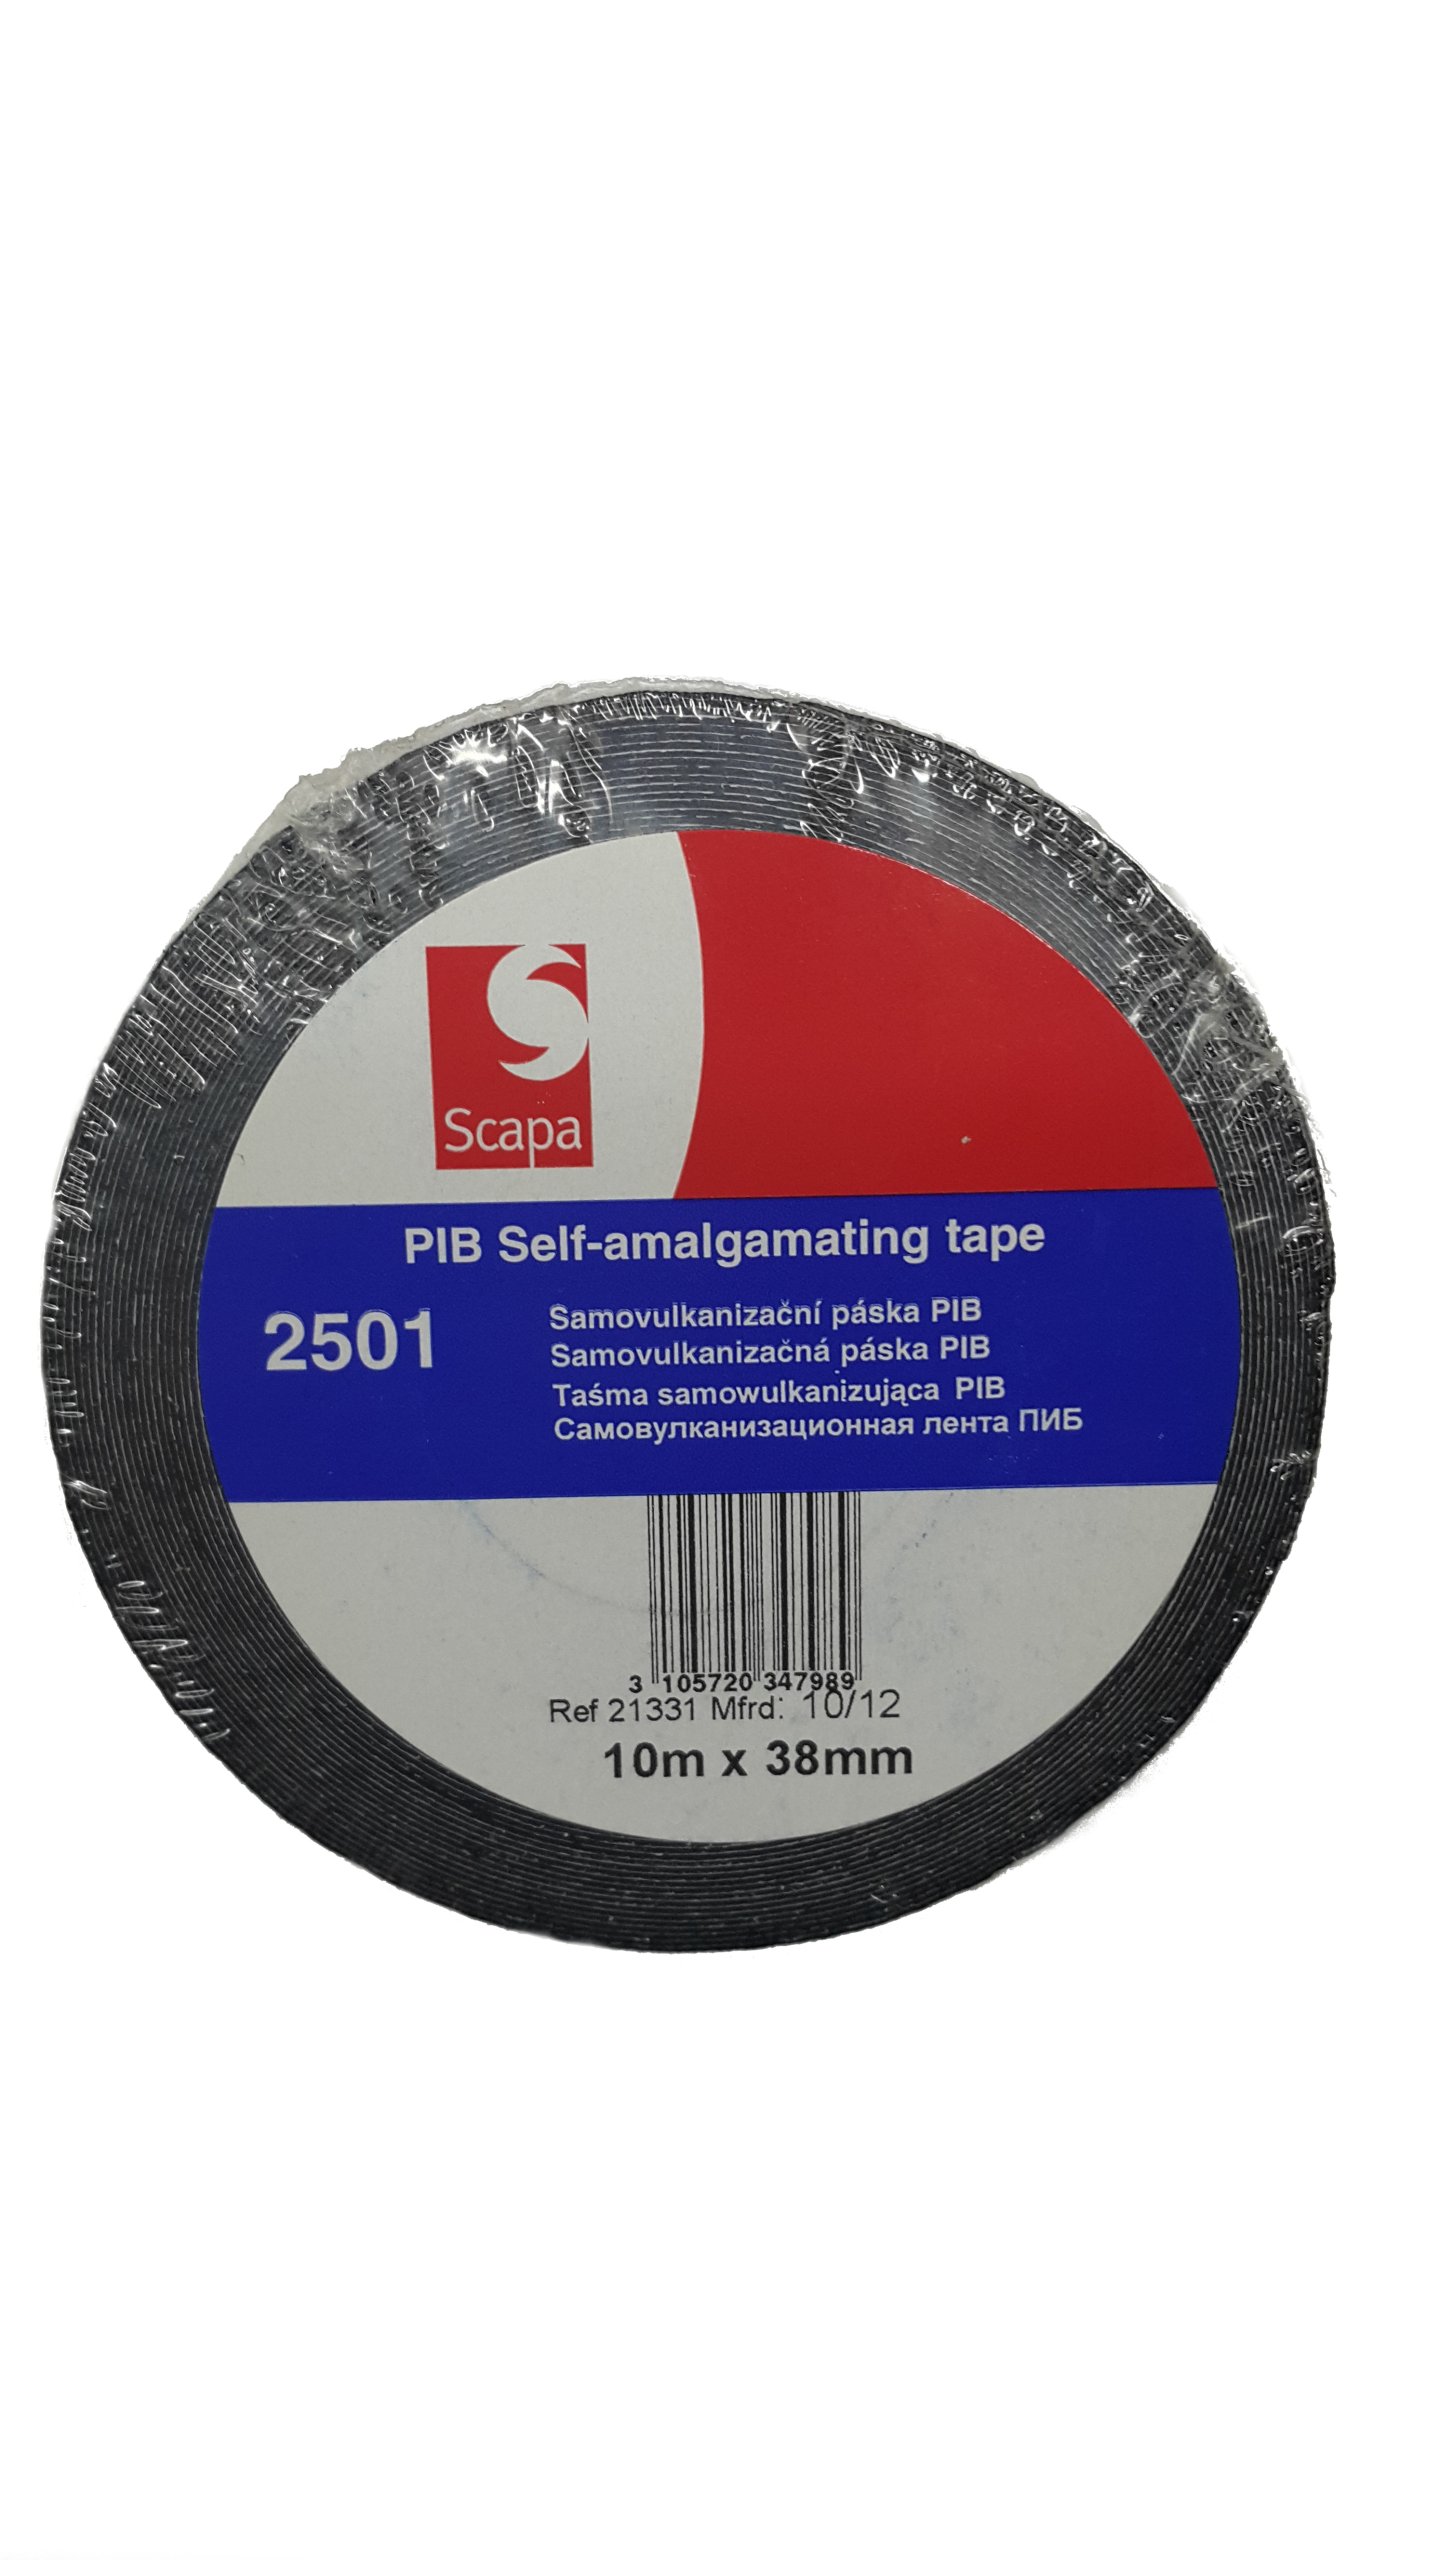 Scapa
PIB Self-amalgamating tape
2501
Samovulkanizační páska PIB
Samovulkanizačná páska PIB
Taśma samowulkanizująca PIB
Самовулканизационная лента ПИБ
3 105720 347989
Ref 21331 Mfrd: 10/12
10m x 38mm